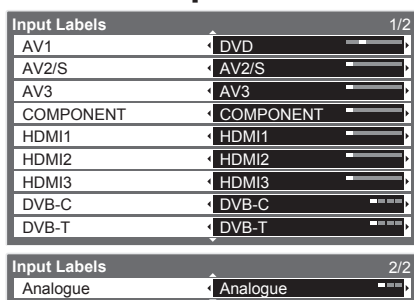 Input Labels 1/2
AV1 DVD
AV2/S AV2/S
AV3 AV3
COMPONENT COMPONENT
HDMI1 HDMI1
HDMI2 HDMI2
HDMI3 HDMI3
DVB-C DVB-C
DVB-T DVB-T
Input Labels 2/2
Analogue Analogue